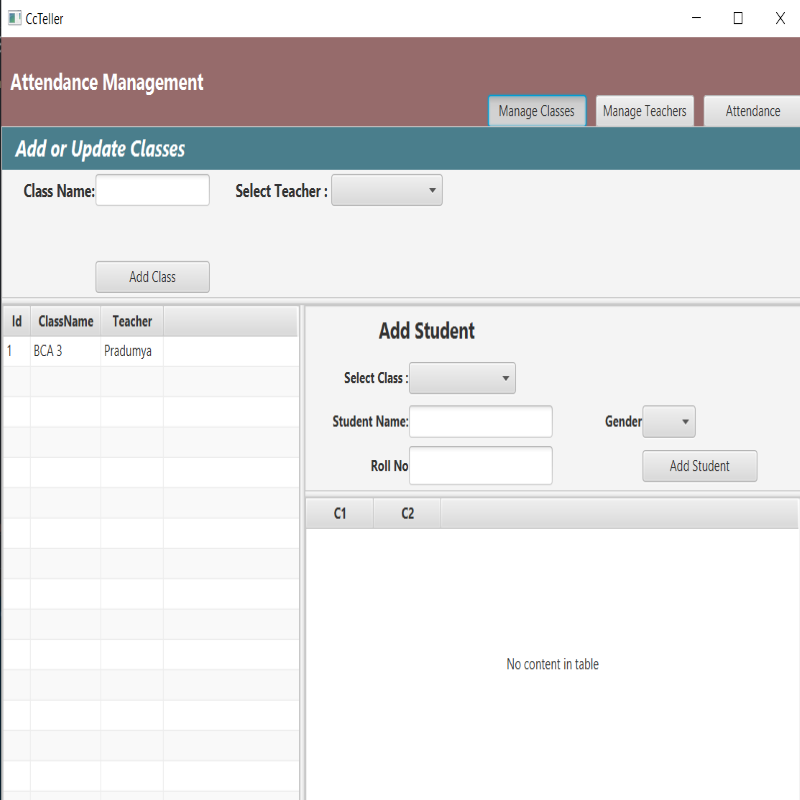 CcTeller
Attendance Management
Manage Classes Manage Teachers Attendance
Add or Update Classes
Class Name: Select Teacher :
Add Class
Id ClassName Teacher
1 BCA 3 Pradumya
Add Student
Select Class :
Student Name: Gender
Roll No Add Student
C1 C2
No content in table